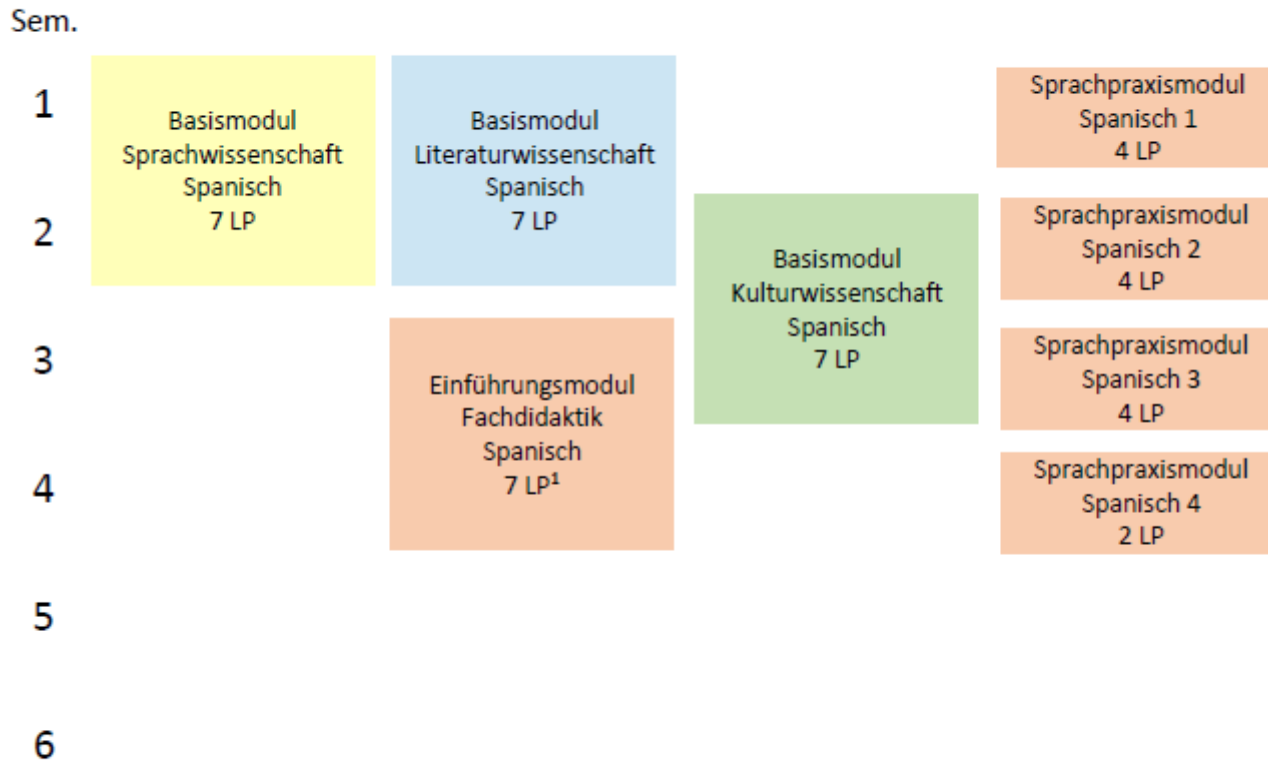 Sem.
1
Basismodul
Sprachwissenschaft
Spanisch
7 LP
Basismodul
Literaturwissenschaft
Spanisch
7 LP
Sprachpraxismodul
Spanisch 1
4 LP
2
Basismodul
Kulturwissenschaft
Spanisch
7 LP
Sprachpraxismodul
Spanisch 2
4 LP
3
Einführungsmodul
Fachdidaktik
Spanisch
7 LP¹
Sprachpraxismodul
Spanisch 3
4 LP
4
Sprachpraxismodul
Spanisch 4
2 LP
5
6